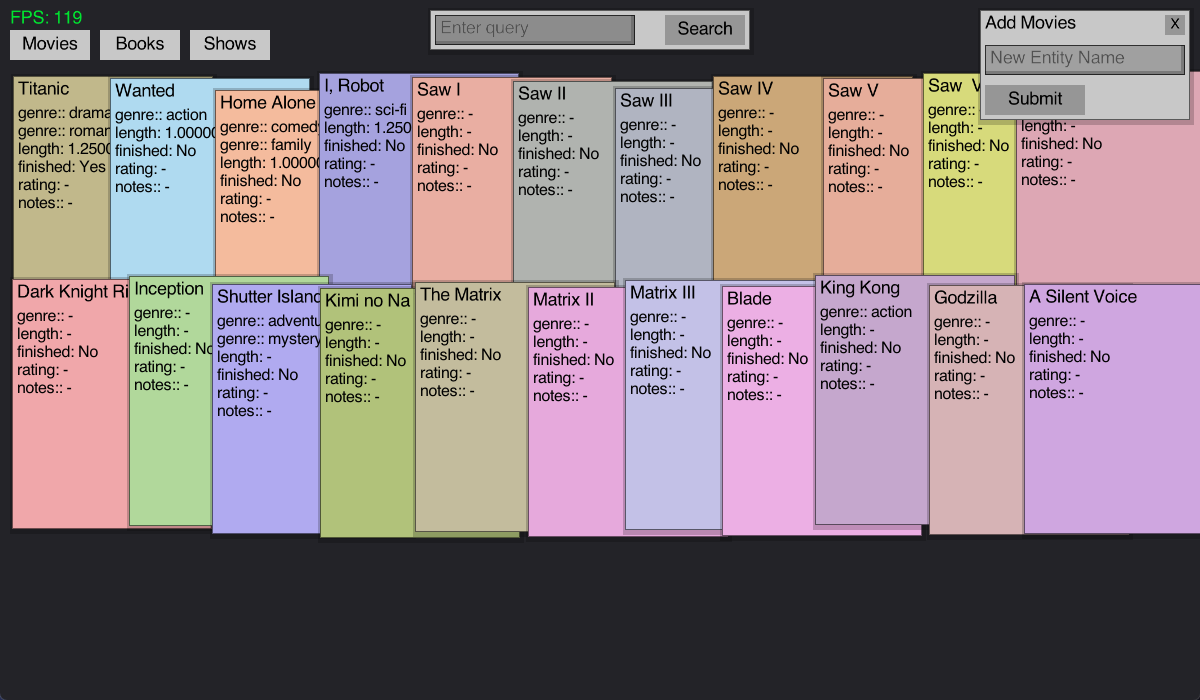 FPS: 119
Movies
Books
Shows
Enter query
Search
Add Movies
X
New Entity Name
Submit
Titanic
genre:: drama
genre:: roman
length: 1.2500
finished: Yes
rating: -
notes:: -
Wanted
genre:: action
length: 1.00000
finished: No
rating: -
notes:: -
Home Alone
genre:: comed
genre:: family
length: 1.00000
finished: No
rating: -
notes:: -
I, Robot
genre:: sci-fi
length: 1.250
finished: No
rating: -
notes:: -
Saw I
genre:: -
length: -
finished: No
rating: -
notes:: -
Saw II
genre:: -
length: -
finished: No
rating: -
notes:: -
Saw III
genre:: -
length: -
finished: No
rating: -
notes:: -
Saw IV
genre:: -
length: -
finished: No
rating: -
notes:: -
Saw V
genre:: -
length: -
finished: No
rating: -
notes:: -
Saw
genre:: -
length: -
finished: No
rating: -
notes:: -
length: -
finished: No
rating: -
notes:: -
Dark Knight Ri
genre:: -
length: -
finished: No
rating: -
notes:: -
Inception
genre:: -
length: -
finished: No
rating: -
notes:: -
Shutter Island
genre:: adventu
genre:: mystery
length: -
finished: No
rating: -
notes:: -
Kimi no Na
genre:: -
length: -
finished: No
rating: -
notes:: -
The Matrix
genre:: -
length: -
finished: No
rating: -
notes:: -
Matrix II
genre:: -
length: -
finished: No
rating: -
notes:: -
Matrix III
genre:: -
length: -
finished: No
rating: -
notes:: -
Blade
genre:: -
length: -
finished: No
rating: -
notes:: -
King Kong
genre:: action
length: -
finished: No
rating: -
notes:: -
Godzilla
genre:: -
length: -
finished: No
rating: -
notes:: -
A Silent Voice
genre:: -
length: -
finished: No
rating: -
notes:: -